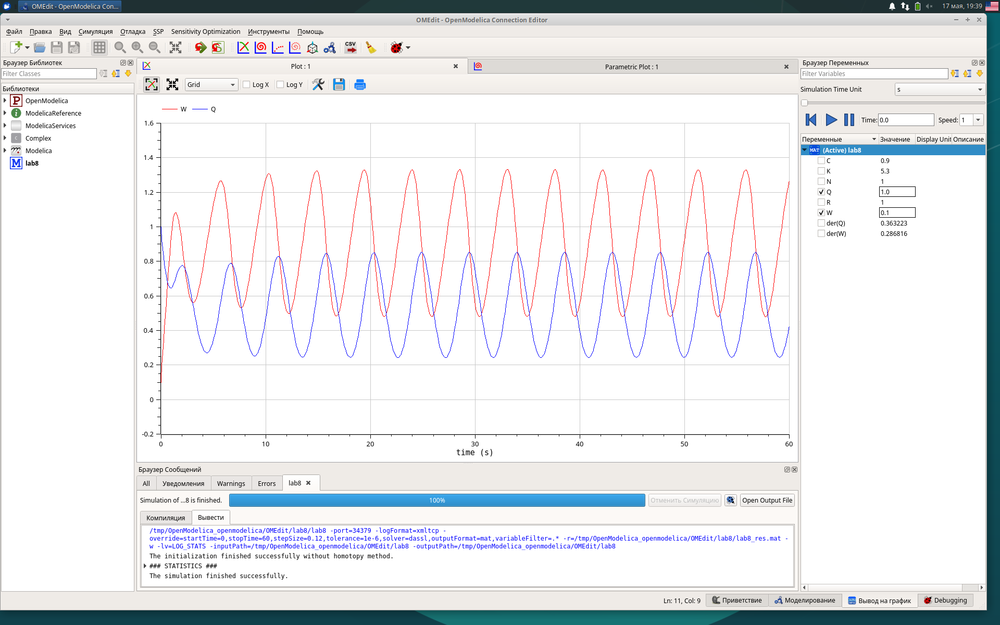 OMEdit - OpenModelica Con...
17 мая, 19:39
OMEdit - OpenModelica Connection Editor
Файл Правка Вид Симуляция Отладка SSP Sensitivity Optimization Инструменты Помощь
CSV
Браузер Библиотек
Filter Classes
Библиотеки
P OpenModelica
i ModelicaReference
ModelicaServices
C Complex
Modelica
M lab8
Plot : 1
Parametric Plot : 1
Grid Log X Log Y
W Q
1.6
1.4
1.2
1
0.8
0.6
0.4
0.2
0
-0.2
0 10 20 30 40 50 60
time (s)
Браузер Переменных
Filter Variables
Simulation Time Unit s
Time: 0.0 Speed: 1
Переменные Значение Display Unit Описание
MAT (Active) lab8
C 0.9
K 5.3
N 1
Q 1.0
R 1
W 0.1
der(Q) 0.363223
der(W) 0.286816
Браузер Сообщений
All Уведомления Warnings Errors lab8
Simulation of ...8 is finished. 100% Отменить Симуляцию Open Output File
Компиляция Вывести
/tmp/OpenModelica_openmodelica/OMEdit/lab8/lab8 -port=34379 -logFormat=xmltcp -
override=startTime=0,stopTime=60,stepSize=0.12,tolerance=1e-6,solver=dassl,outputFormat=mat,variableFilter=.* -r=/tmp/OpenModelica_openmodelica/OMEdit/lab8/lab8_res.mat -
w -lv=LOG_STATS -inputPath=/tmp/OpenModelica_openmodelica/OMEdit/lab8 -outputPath=/tmp/OpenModelica_openmodelica/OMEdit/lab8
The initialization finished successfully without homotopy method.
### STATISTICS ###
The simulation finished successfully.
Ln: 11, Col: 9 Приветствие Моделирование Вывод на график Debugging